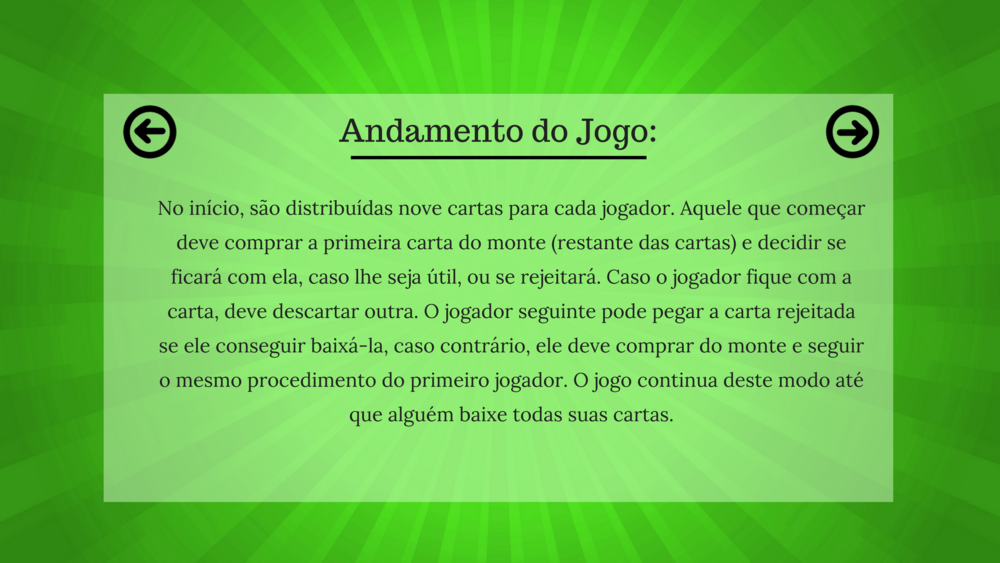 Andamento do Jogo:
No início, são distribuídas nove cartas para cada jogador. Aquele que começar
deve comprar a primeira carta do monte (restante das cartas) e decidir se
ficará com ela, caso lhe seja útil, ou se rejeitará. Caso o jogador fique com a
carta, deve descartar outra. O jogador seguinte pode pegar a carta rejeitada
se ele conseguir baixá-la, caso contrário, ele deve comprar do monte e seguir
o mesmo procedimento do primeiro jogador. O jogo continua deste modo até
que alguém baixe todas suas cartas.